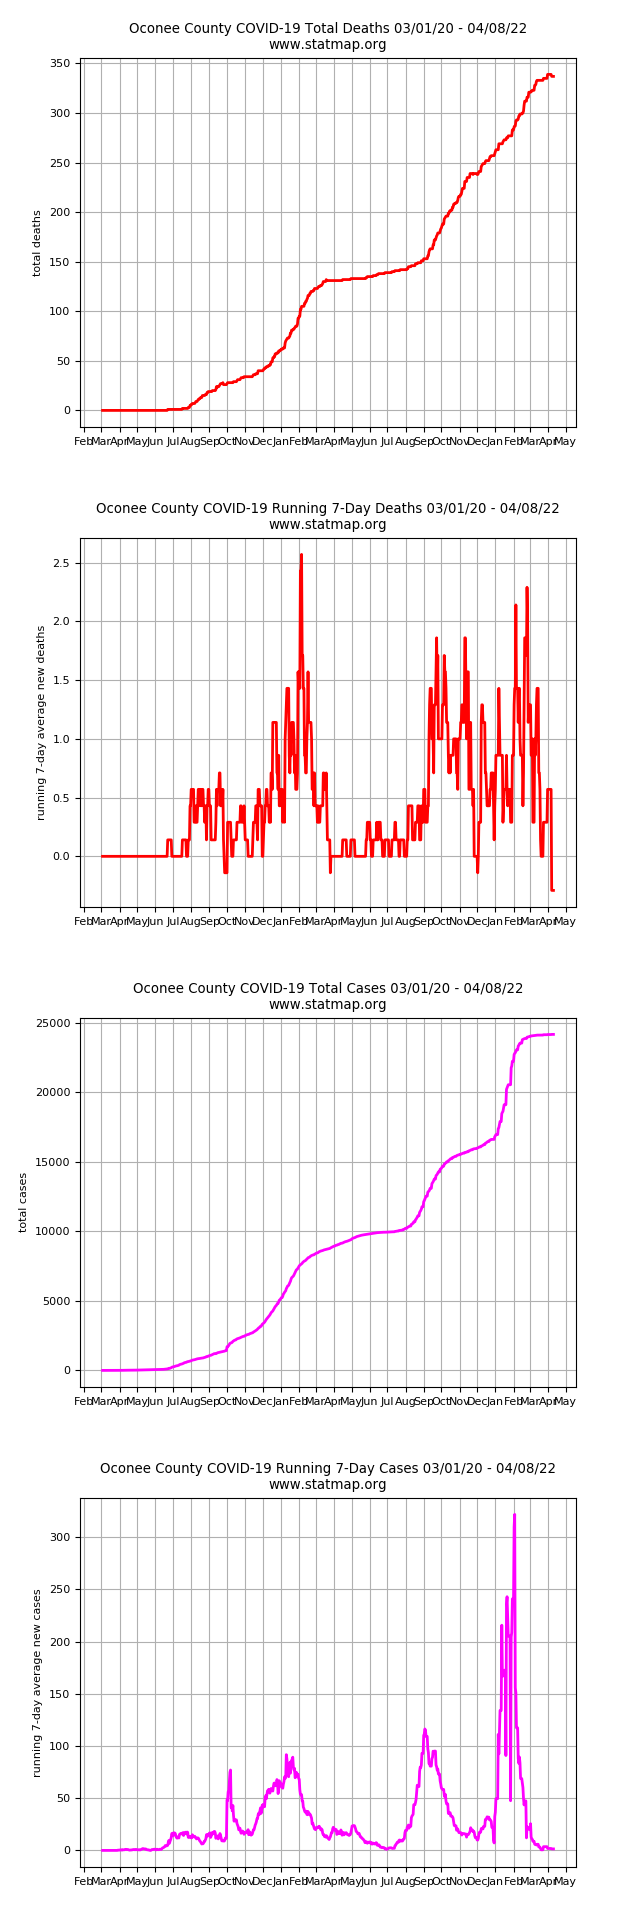 Oconee County COVID-19 Total Deaths 03/01/20 - 04/08/22
www.statmap.org
350
300
250
200
150
100
50
0
total deaths
Feb Mar Apr May Jun Jul Aug Sep Oct Nov Dec Jan Feb Mar Apr May Jun Jul Aug Sep Oct Nov Dec Jan Feb Mar Apr May
Oconee County COVID-19 Running 7-Day Deaths 03/01/20 - 04/08/22
www.statmap.org
2.5
2.0
1.5
1.0
0.5
0.0
running 7-day average new deaths
Feb Mar Apr May Jun Jul Aug Sep Oct Nov Dec Jan Feb Mar Apr May Jun Jul Aug Sep Oct Nov Dec Jan Feb Mar Apr May
Oconee County COVID-19 Total Cases 03/01/20 - 04/08/22
www.statmap.org
25000
20000
15000
10000
5000
0
total cases
Feb Mar Apr May Jun Jul Aug Sep Oct Nov Dec Jan Feb Mar Apr May Jun Jul Aug Sep Oct Nov Dec Jan Feb Mar Apr May
Oconee County COVID-19 Running 7-Day Cases 03/01/20 - 04/08/22
www.statmap.org
300
250
200
150
100
50
0
running 7-day average new cases
Feb Mar Apr May Jun Jul Aug Sep Oct Nov Dec Jan Feb Mar Apr May Jun Jul Aug Sep Oct Nov Dec Jan Feb Mar Apr May